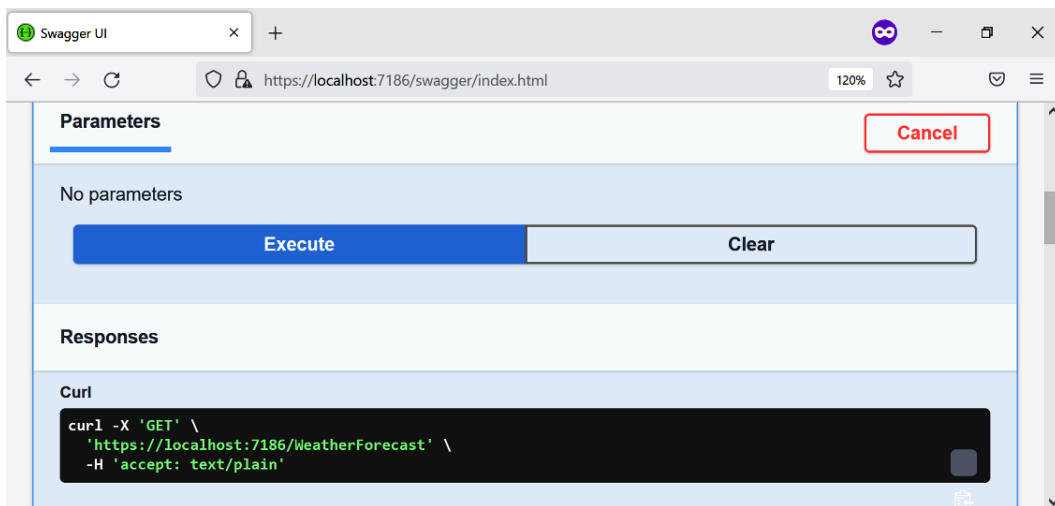 Swagger UI
https://localhost:7186/swagger/index.html
120%
Parameters
Cancel
No parameters
Execute
Clear
Responses
Curl
curl -X 'GET' \
'https://localhost:7186/WeatherForecast' \
-H 'accept: text/plain'